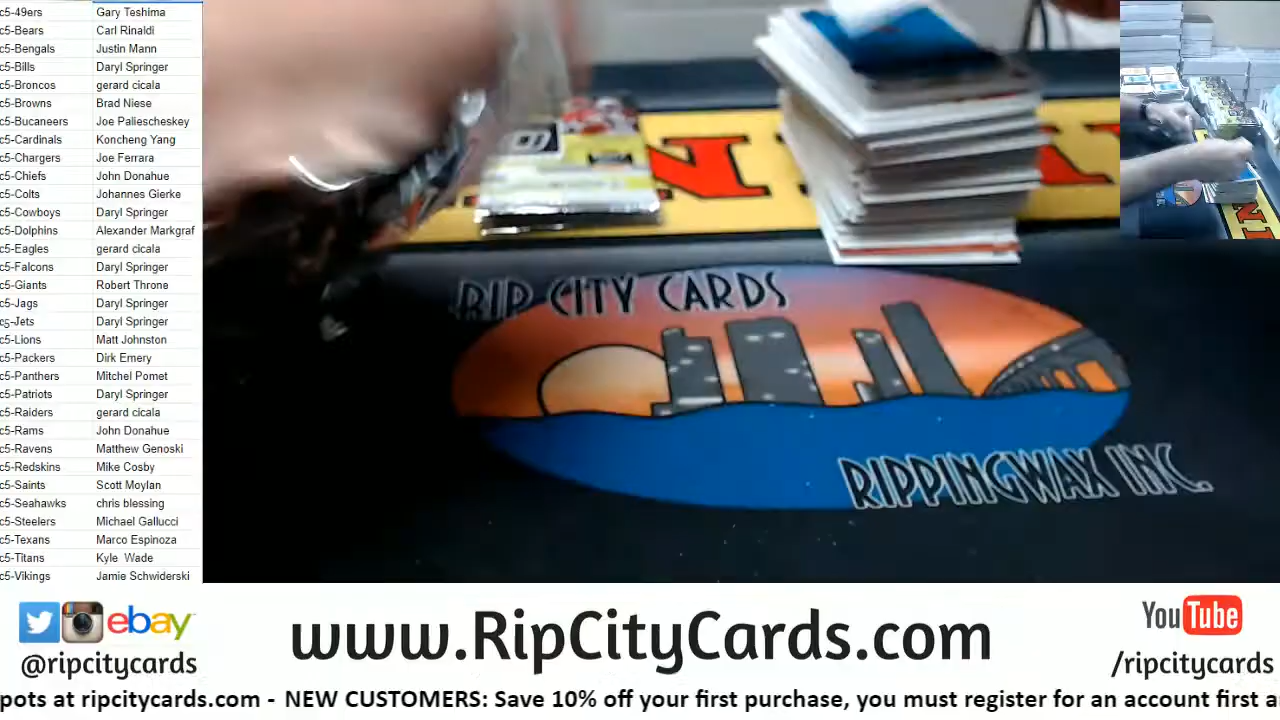 c5-49ers Gary Teshima
c5-Bears Carl Rinaldi
c5-Bengals Justin Mann
c5-Bills Daryl Springer
c5-Broncos gerard cicala
c5-Browns Brad Niese
c5-Bucaneers Joe Paliescheskey
c5-Cardinals Koncheng Yang
c5-Chargers Joe Ferrara
c5-Chiefs John Donahue
c5-Colts Johannes Gierke
c5-Cowboys Daryl Springer
c5-Dolphins Alexander Markgraf
c5-Eagles gerard cicala
c5-Falcons Daryl Springer
c5-Giants Robert Throne
c5-Jags Daryl Springer
c5-Jets Daryl Springer
c5-Lions Matt Johnston
c5-Packers Dirk Emery
c5-Panthers Mitchel Pomet
c5-Patriots Daryl Springer
c5-Raiders gerard cicala
c5-Rams John Donahue
c5-Ravens Matthew Genoski
c5-Redskins Mike Cosby
c5-Saints Scott Moylan
c5-Seahawks chris blessing
c5-Steelers Michael Gallucci
c5-Texans Marco Espinoza
c5-Titans Kyle Wade
c5-Vikings Jamie Schwiderski
RIP CITY CARDS
RIPPINGWAX INC.
ebay
@ripcitycards
www.RipCityCards.com
YouTube
/ripcitycards
pots at ripcitycards.com - NEW CUSTOMERS: Save 10% off your first purchase, you must register for an account first a